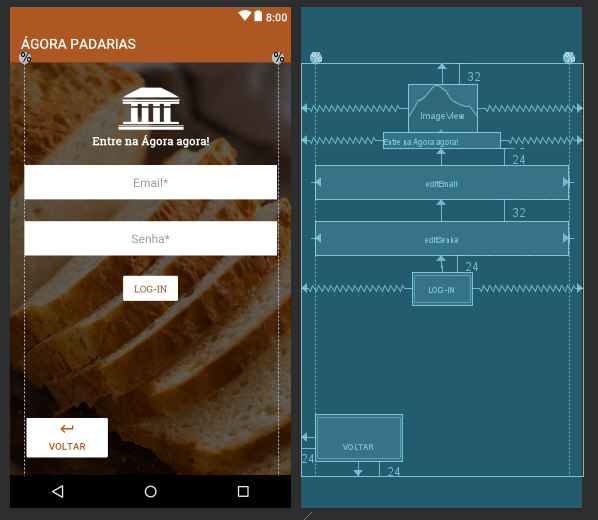 8:00
ÁGORA PADARIAS
%
%
Entre na Ágora agora!
Email*
Senha*
LOG-IN
VOLTAR
%
%
32
ImageView
Entre na Ágora agora!
24
editEmail
32
editSenha
24
LOG-IN
VOLTAR
24
24